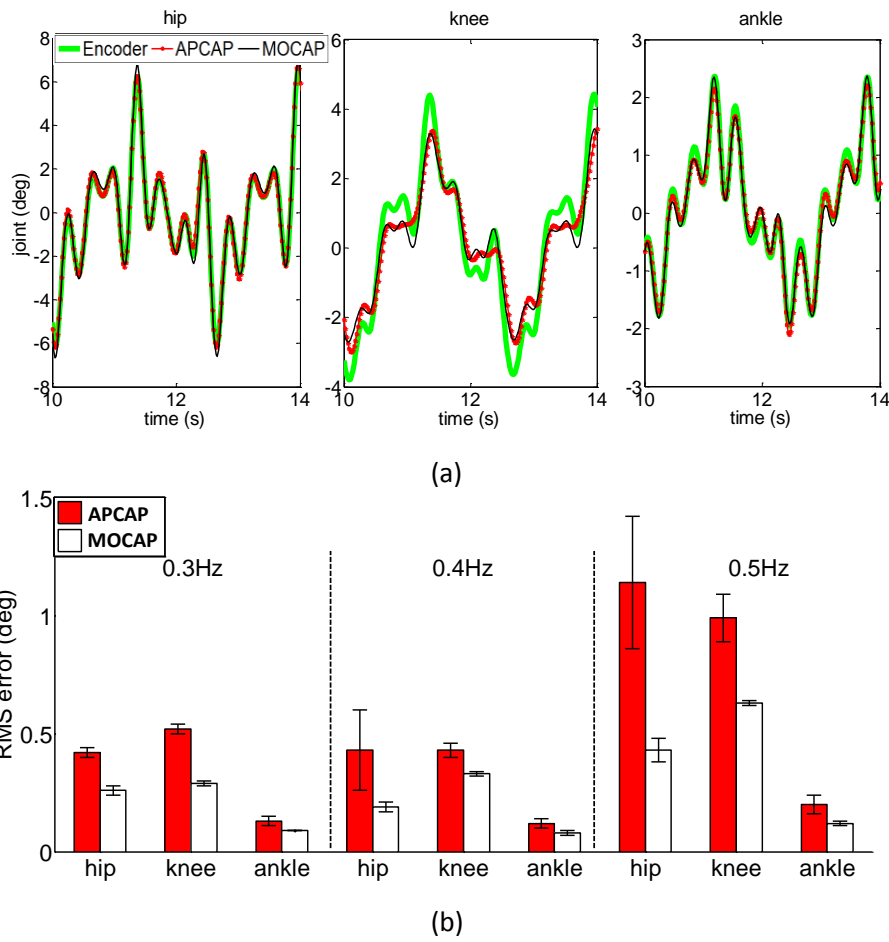 hip
knee
ankle
Encoder APCAP MOCAP
8
6
4
2
0
-2
-4
-6
-8
joint (deg)
10 12 14
time (s)
6
4
2
0
-2
-4
10 12 14
time (s)
3
2
1
0
-1
-2
-3
10 12 14
time (s)
(a)
1.5
1
0.5
0
RMS error (deg)
APCAP
MOCAP
0.3Hz 0.4Hz 0.5Hz
hip knee ankle hip knee ankle hip knee ankle
(b)